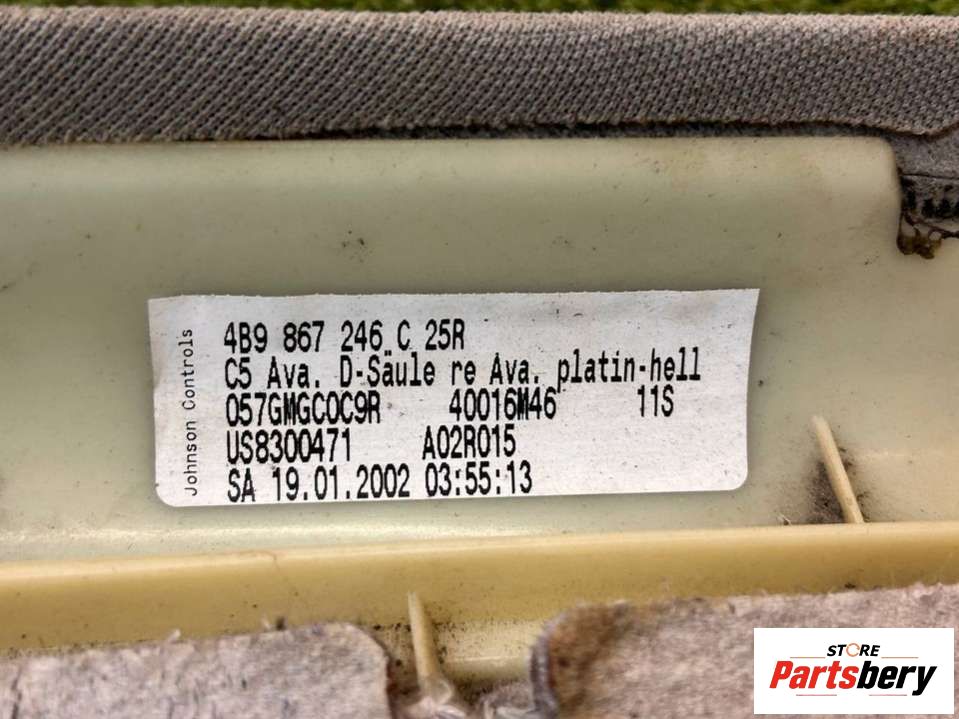 Johnson Controls
4B9 867 246 C 25R
C5 Ava. D-Säule re Ava. platin-hell
057GMGC0C9R 40016M46 11S
US8300471 A02R015
SA 19.01.2002 03:55:13
STORE
Partsbery